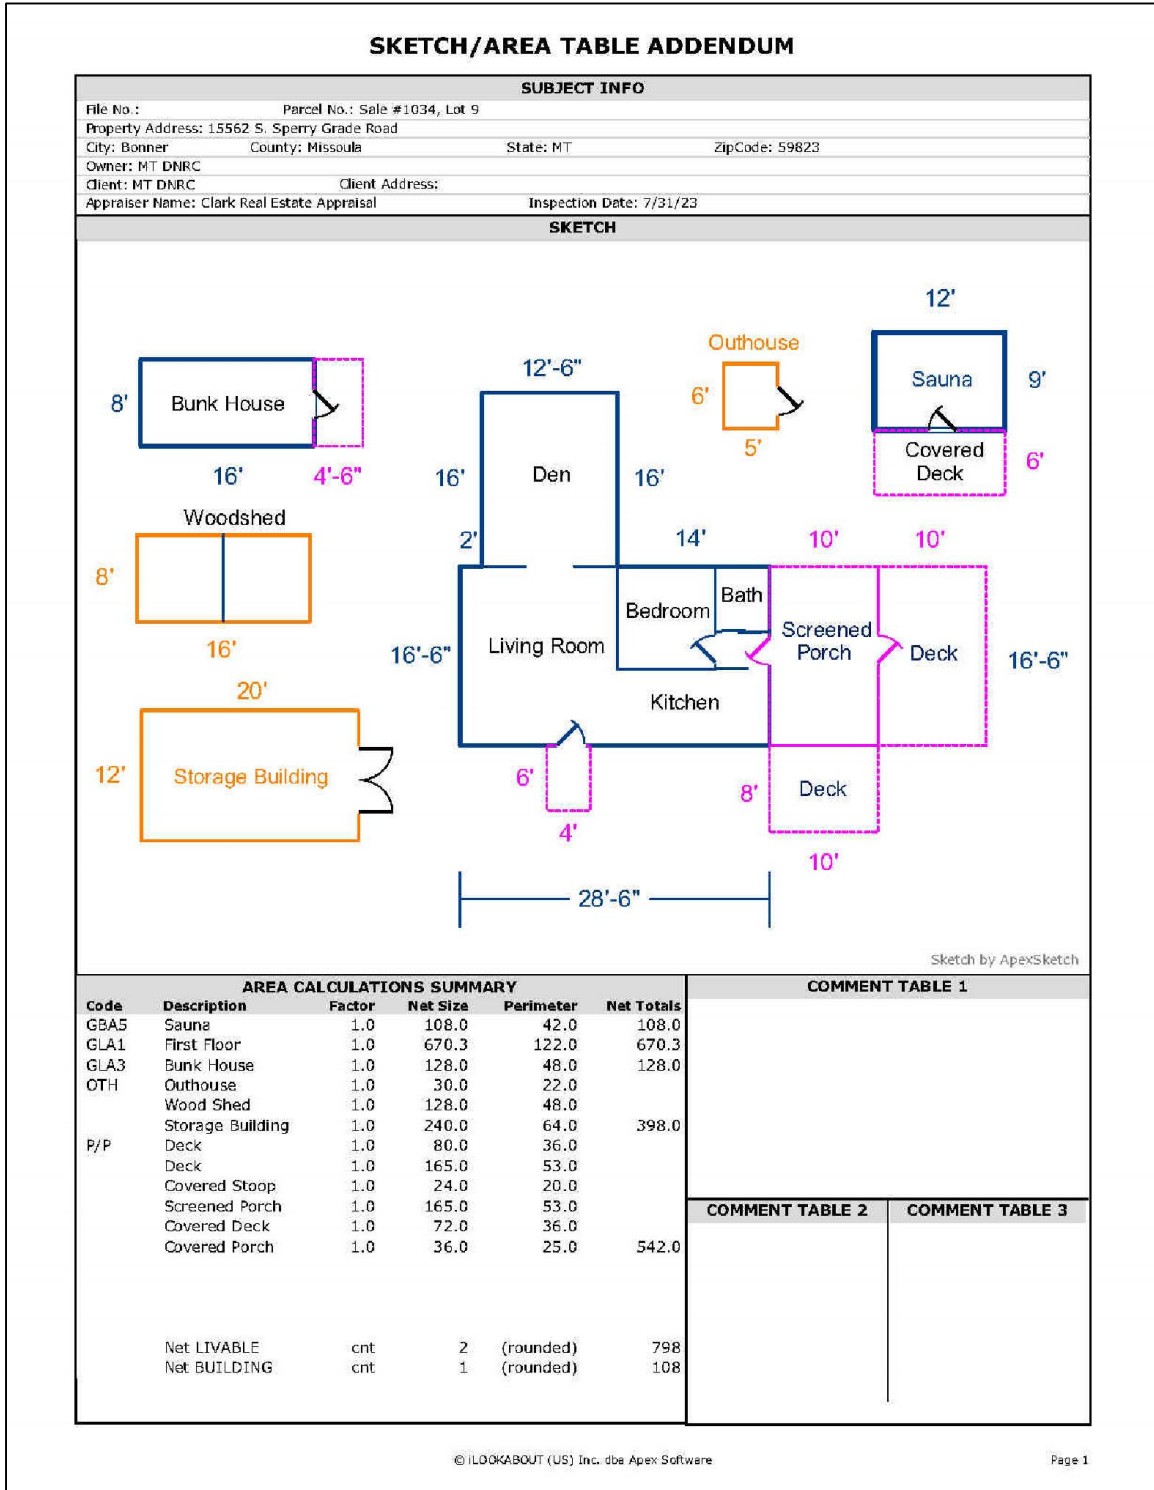 SKETCH/AREA TABLE ADDENDUM
SUBJECT INFO
File No.: Parcel No.: Sale #1034, Lot 9
Property Address: 15562 S. Sperry Grade Road
City: Bonner County: Missoula State: MT ZipCode: 59823
Owner: MT DNRC
Client: MT DNRC Client Address:
Appraiser Name: Clark Real Estate Appraisal Inspection Date: 7/31/23
SKETCH
12'
Outhouse
12'-6"
8' Bunk House
6'
Sauna 9'
16' 4'-6"
16' Den 16'
5'
Covered
Deck
6'
Woodshed
2' 14' 10' 10'
8'
Bedroom Bath
16'
16'-6" Living Room
Screened
Porch
Deck 16'-6"
20'
Kitchen
12' Storage Building
6'
8' Deck
4'
10'
28'-6"
Sketch by ApexSketch
AREA CALCULATIONS SUMMARY
Code Description Factor Net Size Perimeter Net Totals
GBA5 Sauna 1.0 108.0 42.0 108.0
GLA1 First Floor 1.0 670.3 122.0 670.3
GLA3 Bunk House 1.0 128.0 48.0 128.0
OTH Outhouse 1.0 30.0 22.0
Wood Shed 1.0 128.0 48.0
Storage Building 1.0 240.0 64.0 398.0
P/P Deck 1.0 80.0 36.0
Deck 1.0 165.0 53.0
Covered Stoop 1.0 24.0 20.0
Screened Porch 1.0 165.0 53.0
Covered Deck 1.0 72.0 36.0
Covered Porch 1.0 36.0 25.0 542.0
Net LIVABLE cnt 2 (rounded) 798
Net BUILDING cnt 1 (rounded) 108
COMMENT TABLE 1
COMMENT TABLE 2 COMMENT TABLE 3
© iLOOKABOUT (US) Inc. dba Apex Software Page 1